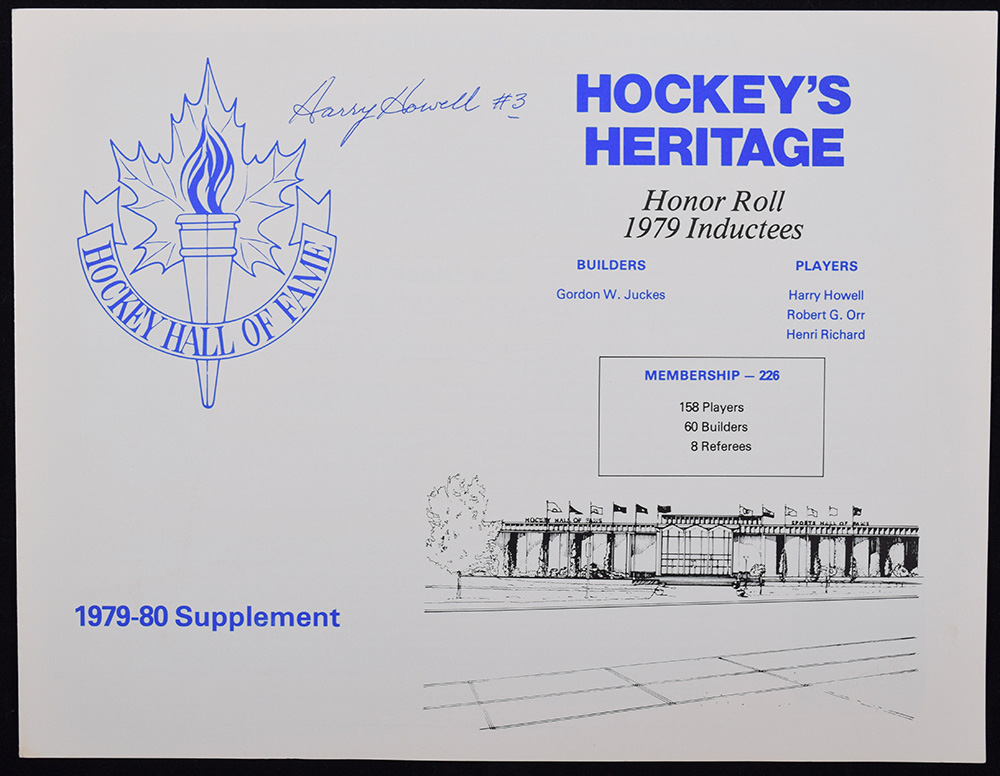 Harry Howell #3
HOCKEY'S
HERITAGE
Honor Roll
1979 Inductees
HOCKEY HALL OF FAME
BUILDERS
Gordon W. Juckes
PLAYERS
Harry Howell
Robert G. Orr
Henri Richard
MEMBERSHIP — 226
158 Players
60 Builders
8 Referees
HOCKEY HALL OF FAME
SPORTS HALL OF FAME
1979-80 Supplement